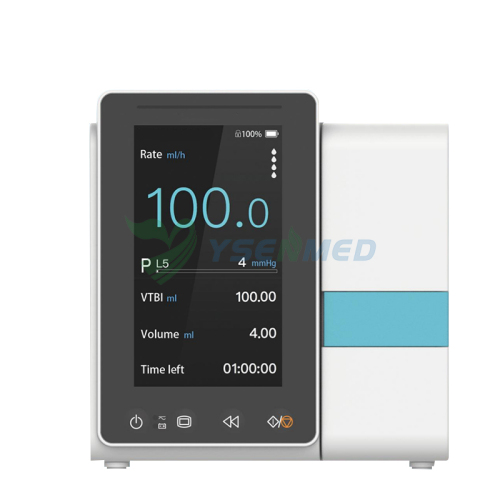 100%
Rate ml/h
100.0
YSENMED
P L5 4 mmHg
VTBI ml 100.00
Volume ml 4.00
Time left 01:00:00